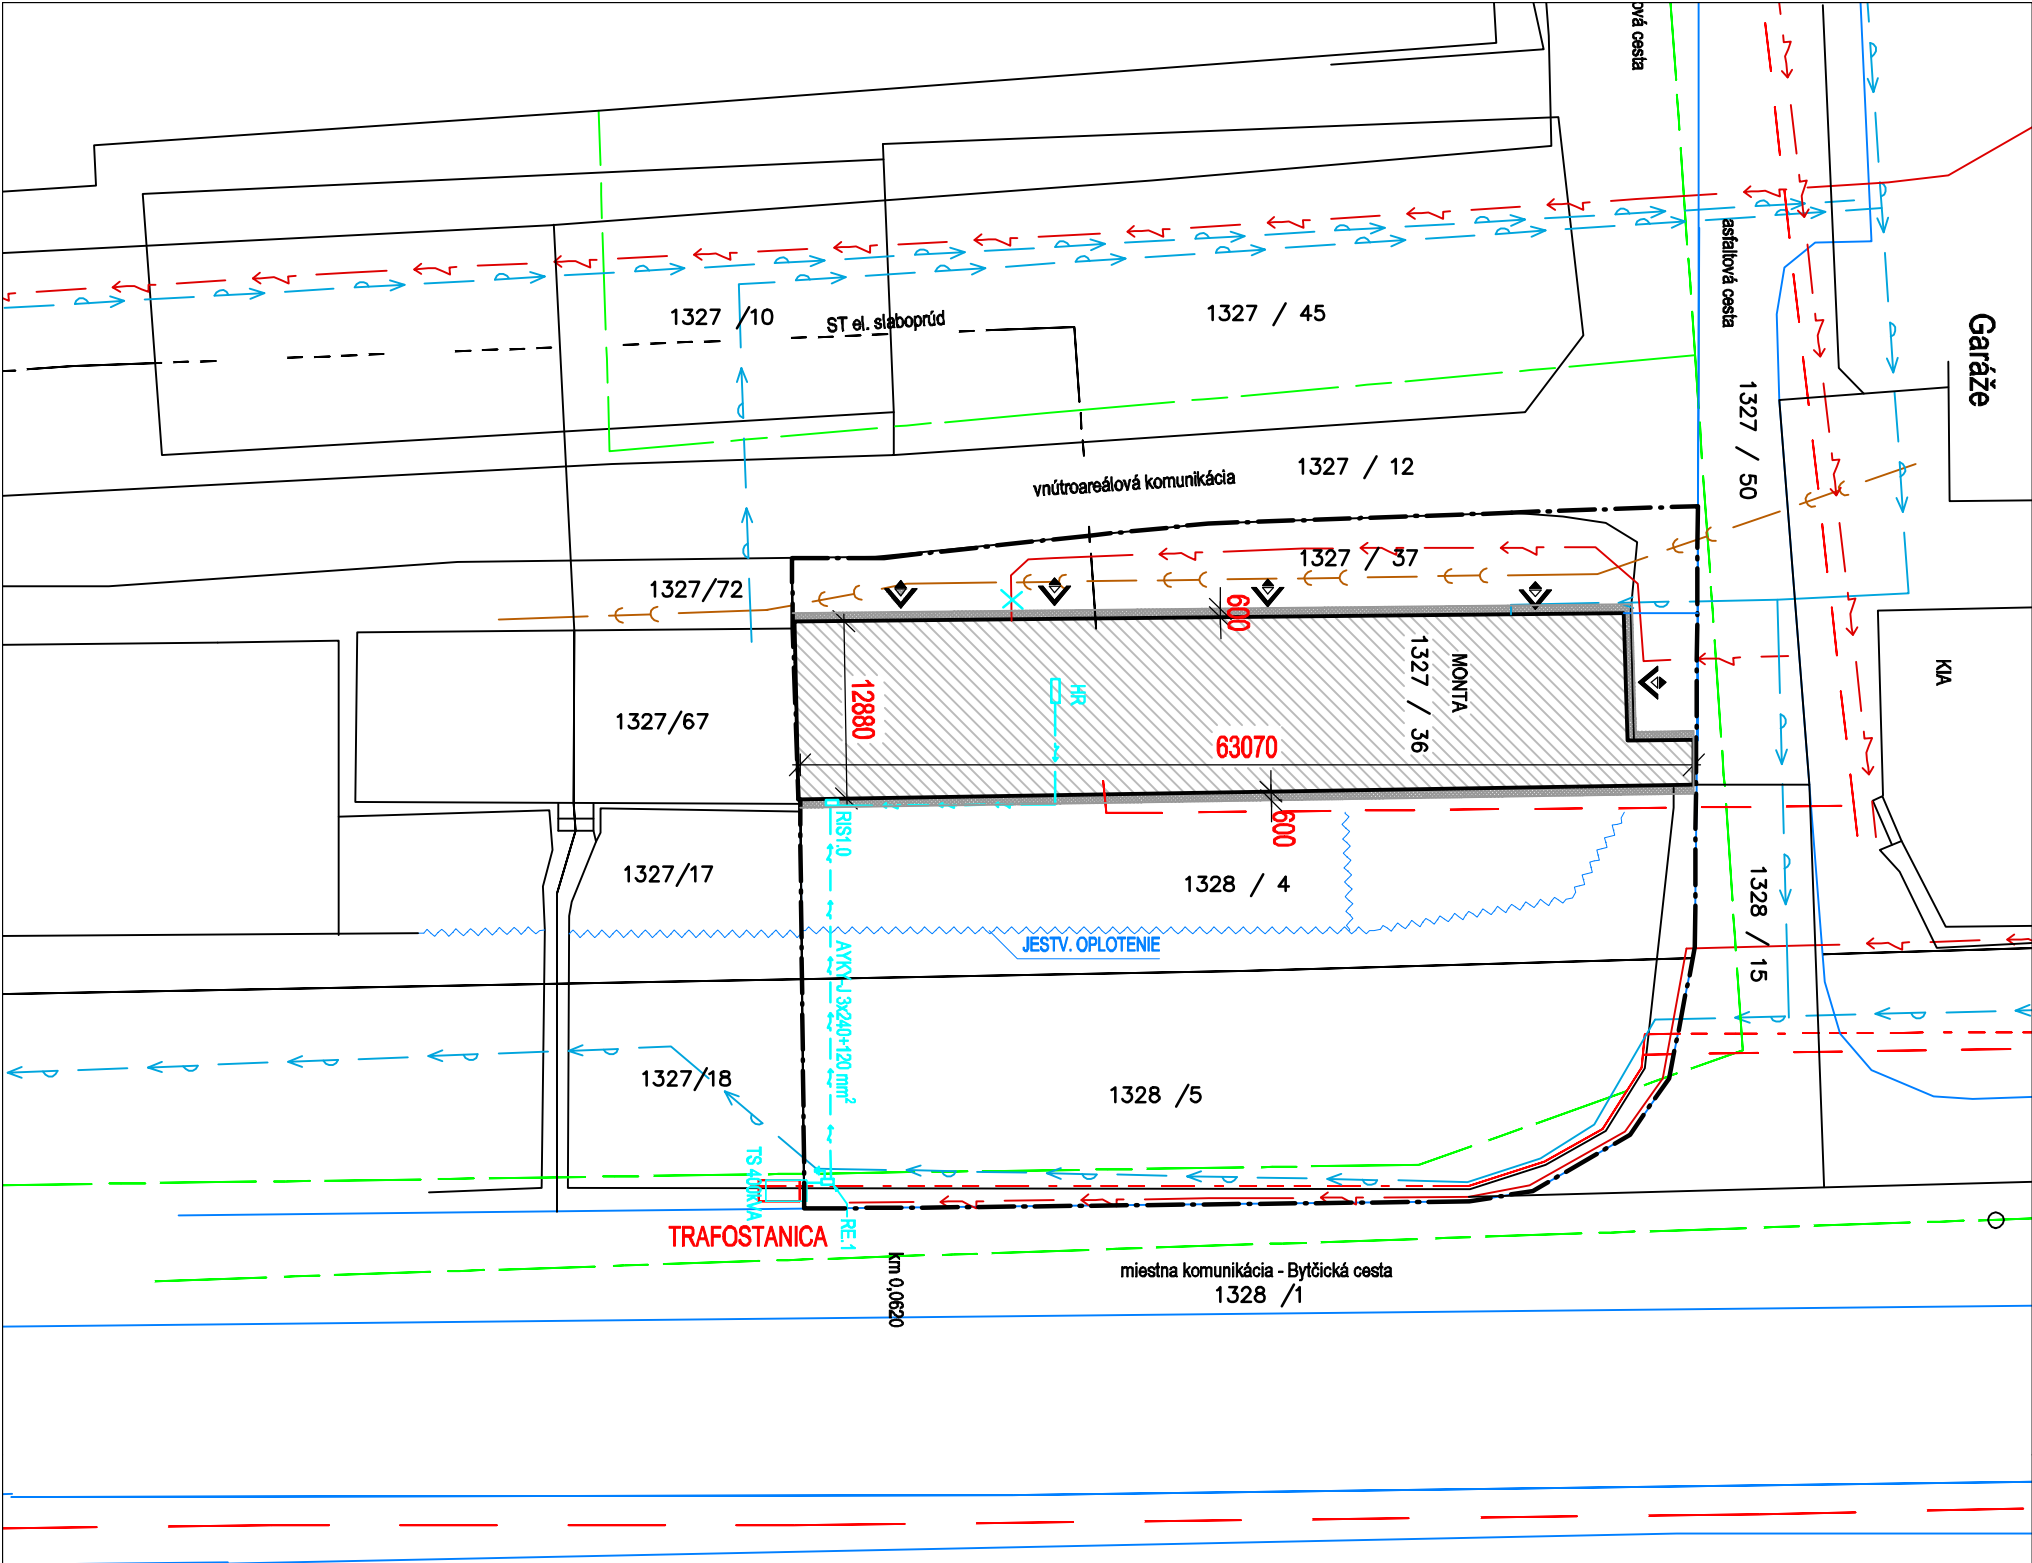 ová cesta
asfaltová cesta
Garáže
1327 /10
ST el. slaboprúd
1327 / 45
1327 / 50
1327 / 12
vnútroareálová komunikácia
1327 / 37
1327/72
600
MONTA
1327 / 36
KIA
HR
12880
1327/67
63070
600
RIS1.0
1327/17
1328 / 4
1328 / 15
JESTV. OPLOTENIE
AYKY-J 3x240+120 mm²
1327/18
1328 /5
TS 400kVA
RE.1
TRAFOSTANICA
km 0,0620
miestna komunikácia - Bytčická cesta
1328 /1